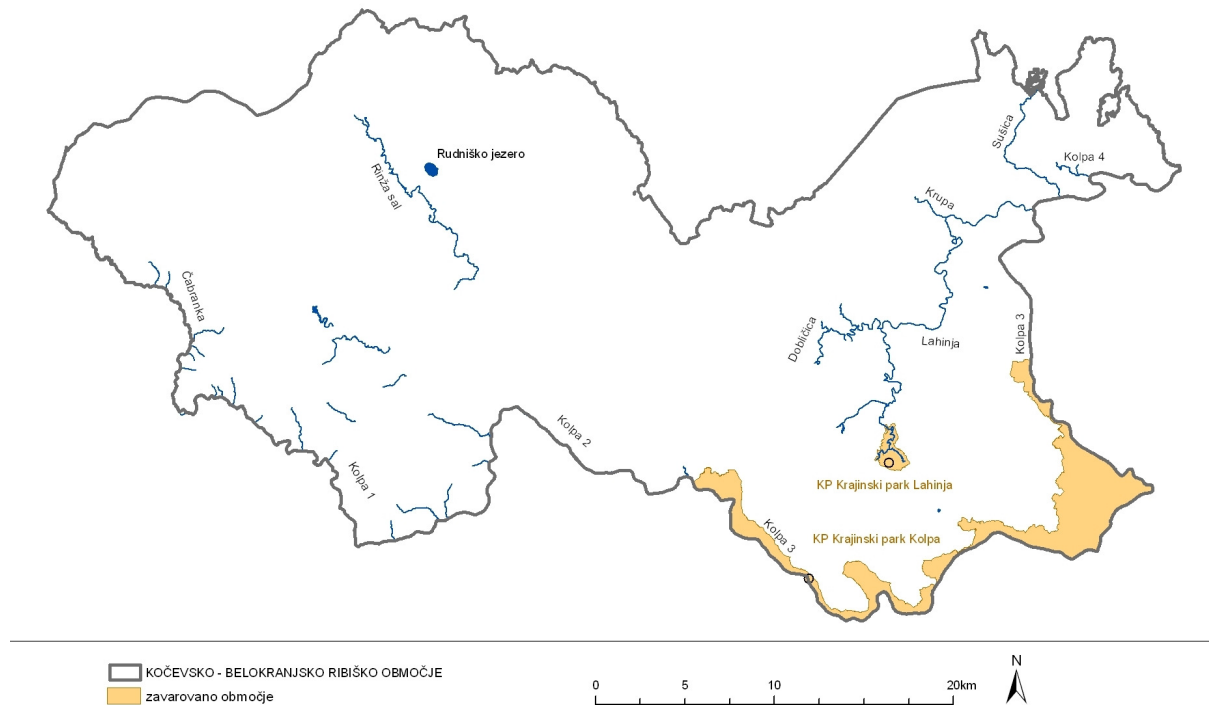 Sušica
Kolpa 4
Rudniško jezero
Rinža sal
Krupa
Čabranka
Dobličica
Lahinja
Kolpa 3
Kolpa 2
Kolpa 1
KP Krajinski park Lahinja
Kolpa 3
KP Krajinski park Kolpa
KOČEVSKO - BELOKRANJSKO RIBIŠKO OBMOČJE
zavarovano območje
0 5 10 20km
N